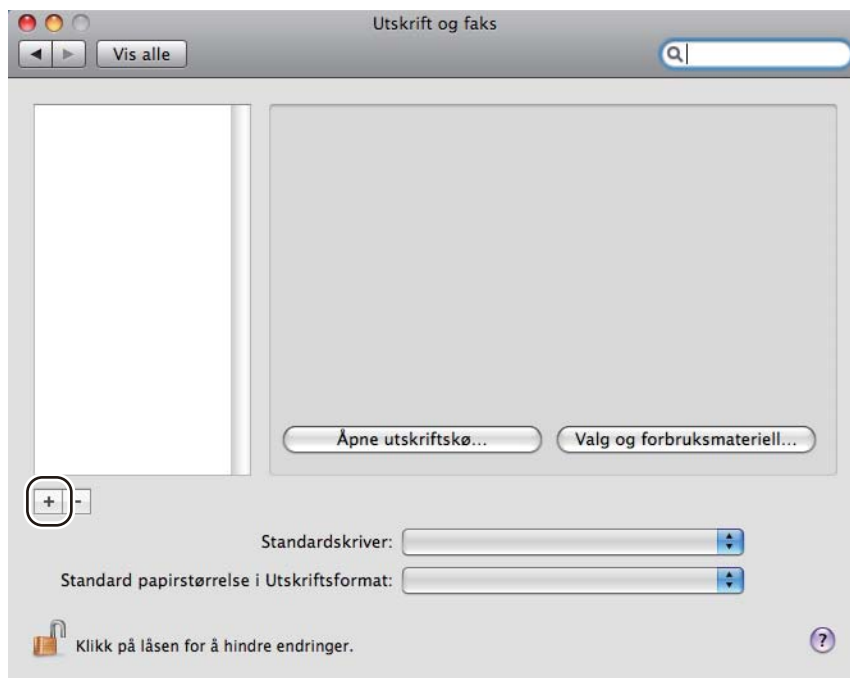 Utskrift og faks
Vis alle
Åpne utskriftskø...
Valg og forbruksmateriell...
+ -
Standardskriver:
Standard papirstørrelse i Utskriftsformat:
Klikk på låsen for å hindre endringer.
?